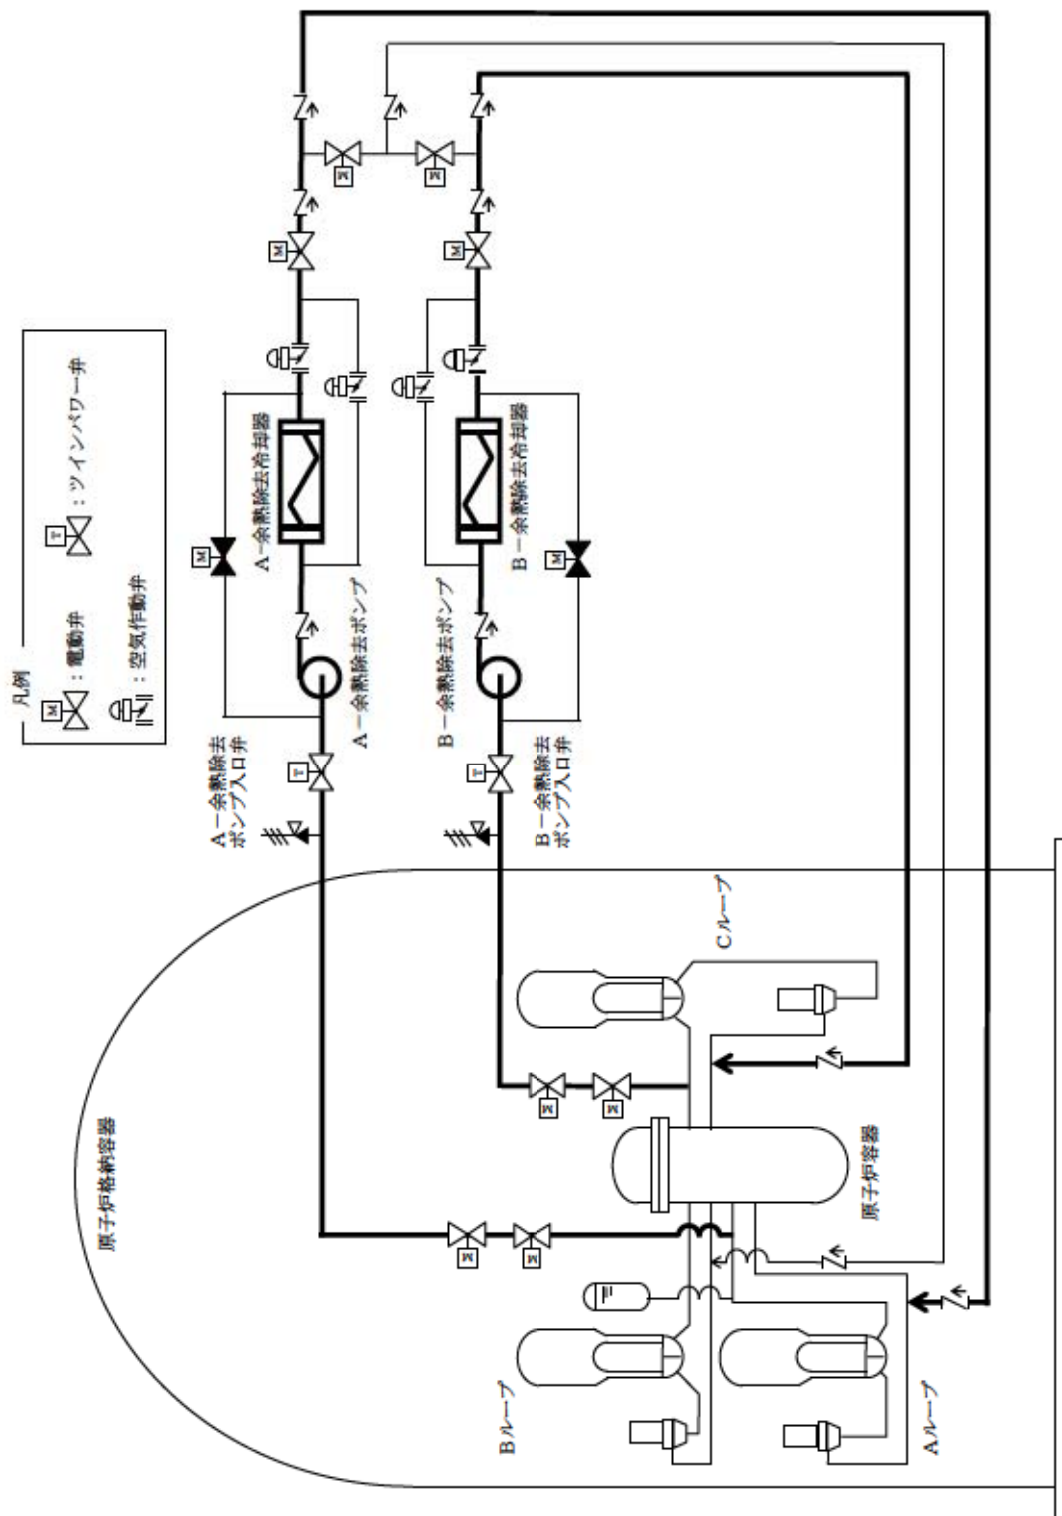 凡例
M
：電動弁
T
：ツインパワー弁
：空気作動弁
原子炉格納容器
A－余熱除去
ポンプ入口弁
A－余熱除去ポンプ
A－余熱除去冷却器
B－余熱除去
ポンプ入口弁
B－余熱除去ポンプ
B－余熱除去冷却器
M
M
M
M
M
M
T
T
M
M
M
M
Bループ
Aループ
Cループ
原子炉容器